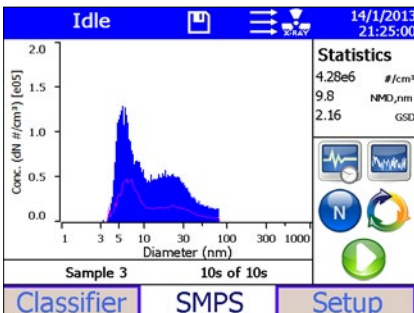 Idle
X-RAY
14/1/2013
21:25:00
Conc. (dN #/cm³) [e05]
2.0
1.5
1.0
0.5
0.0
1 3 5 10 30 100 300 1000
Diameter (nm)
Sample 3 10s of 10s
Statistics
4.28e6 #/cm³
9.8 NMD,nm
2.16 GSD
N
Classifier SMPS Setup